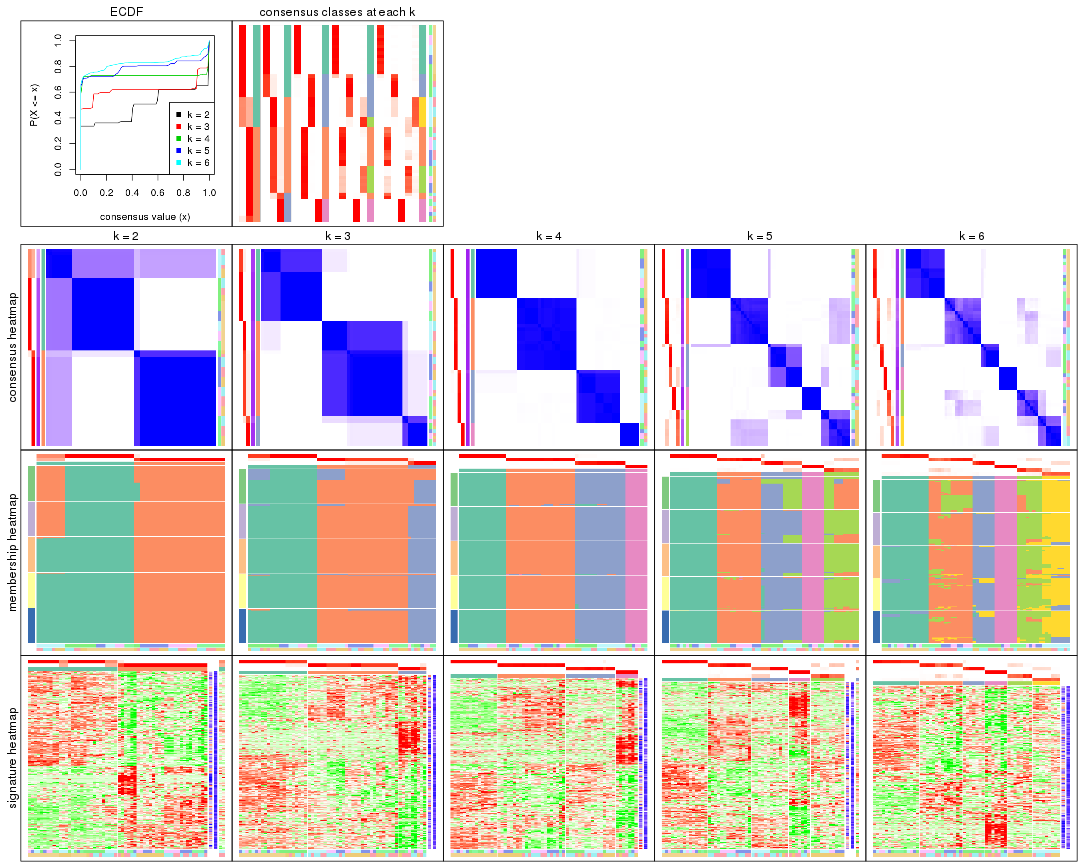 ECDF
consensus classes at each k
P(X <= x)
0.0 0.2 0.4 0.6 0.8 1.0
k = 2
k = 3
k = 4
k = 5
k = 6
0.0 0.2 0.4 0.6 0.8 1.0
consensus value (x)
k = 2
k = 3
k = 4
k = 5
k = 6
consensus heatmap
membership heatmap
signature heatmap